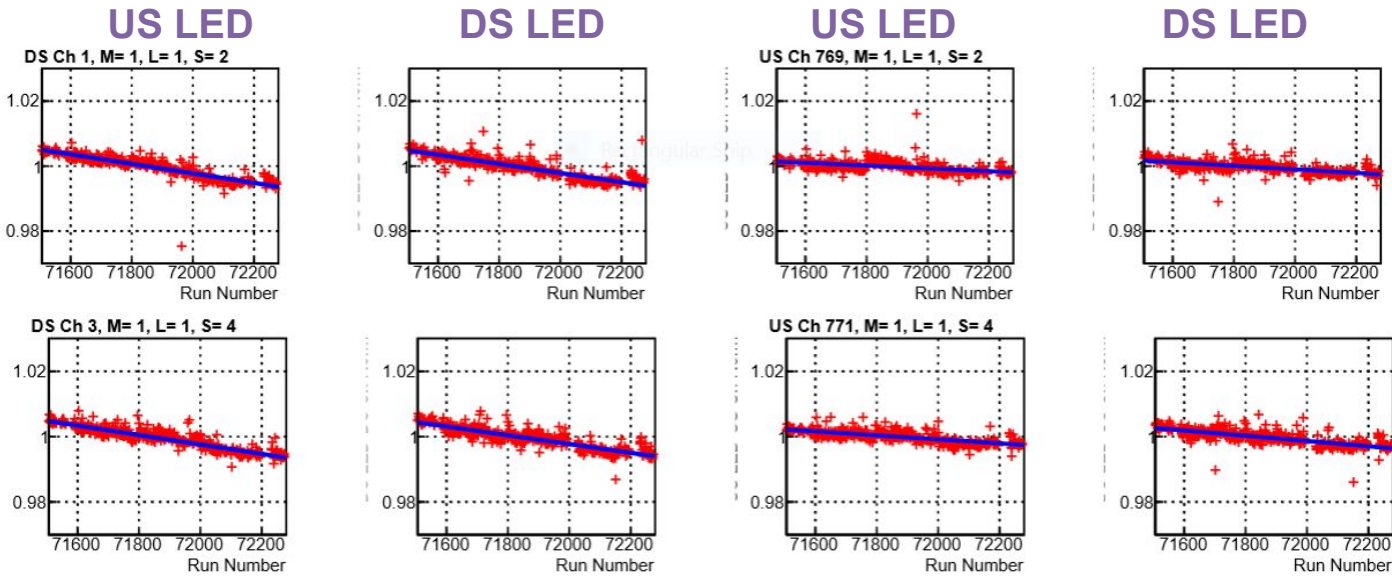 US LED DS LED US LED DS LED
DS Ch 1, M= 1, L= 1, S= 2
US Ch 769, M= 1, L= 1, S= 2
1.02 1.02 1.02 1.02
Rectangular Snip
1 1 1 1
0.98 0.98 0.98 0.98
71600 71800 72000 72200 71600 71800 72000 72200 71600 71800 72000 72200 71600 71800 72000 72200
Run Number Run Number Run Number Run Number
DS Ch 3, M= 1, L= 1, S= 4
US Ch 771, M= 1, L= 1, S= 4
1.02 1.02 1.02 1.02
1 1 1 1
0.98 0.98 0.98 0.98
71600 71800 72000 72200 71600 71800 72000 72200 71600 71800 72000 72200 71600 71800 72000 72200
Run Number Run Number Run Number Run Number